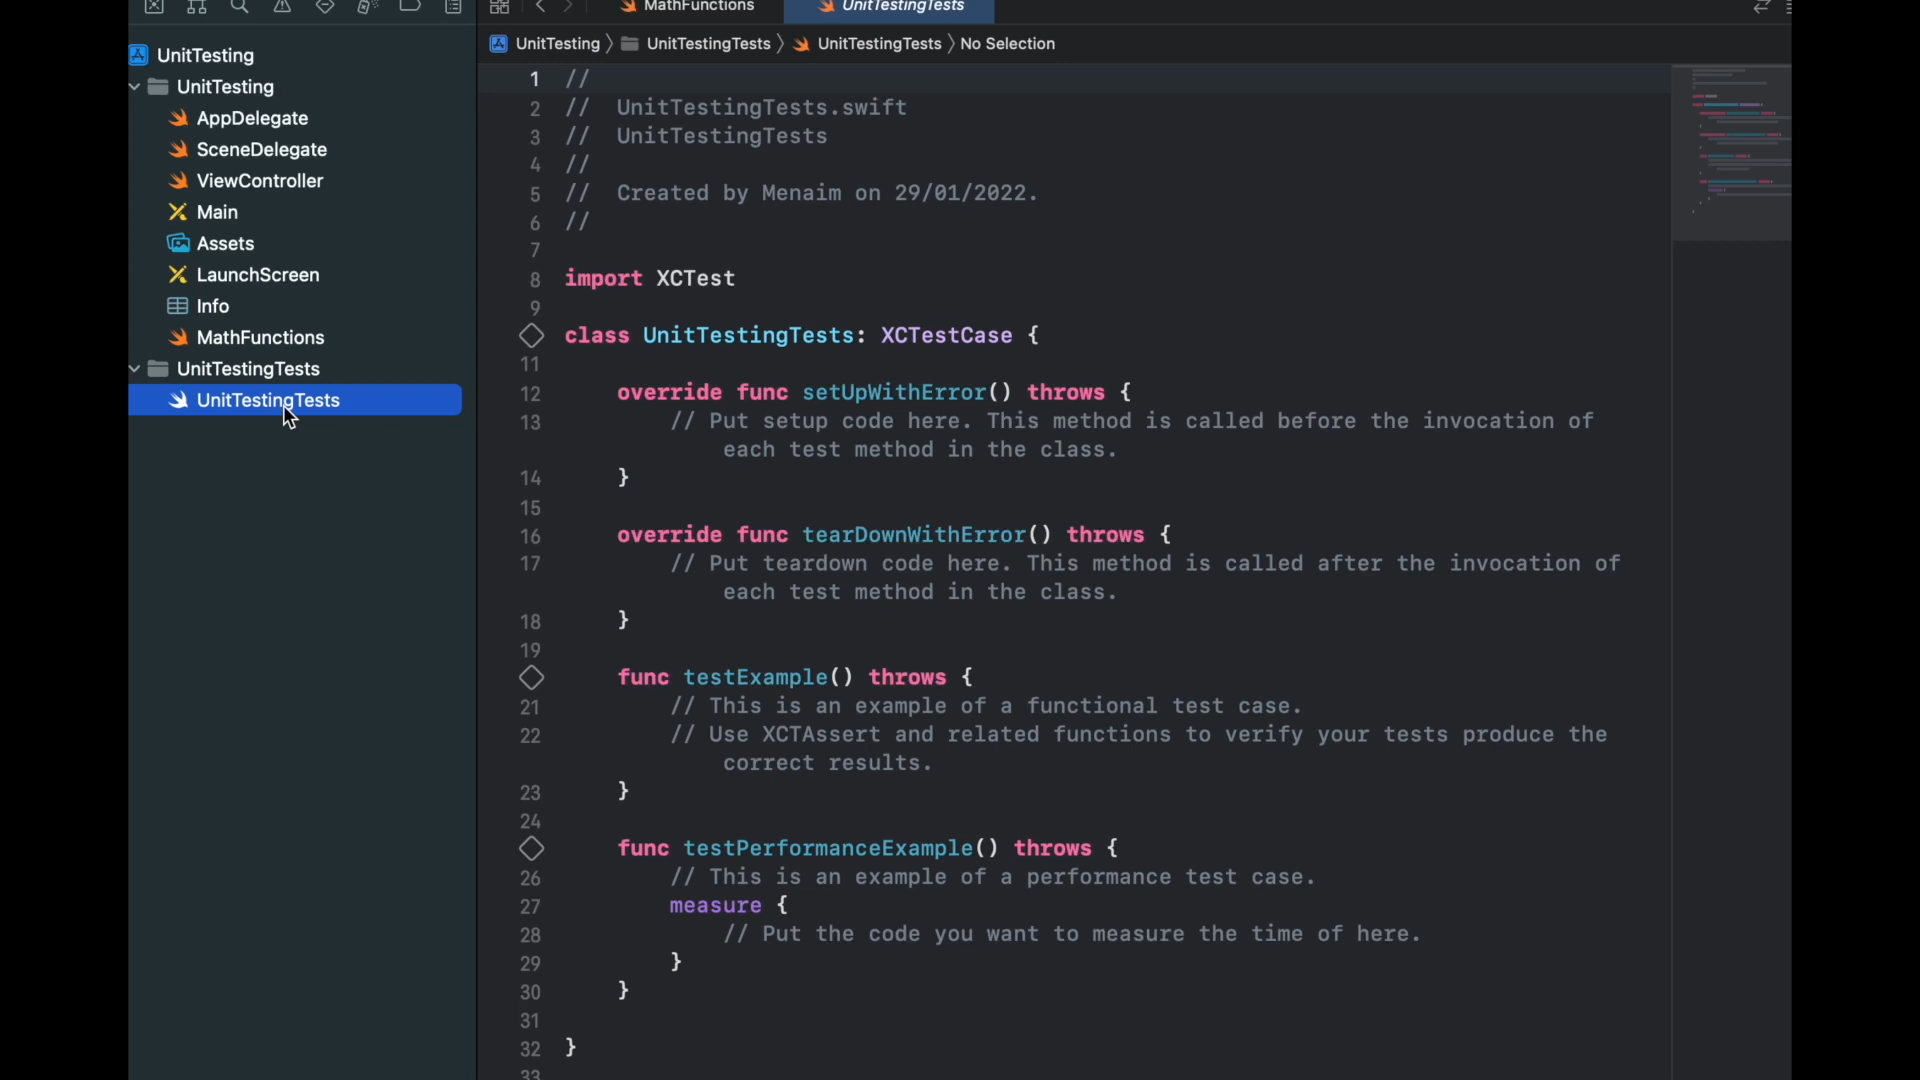 MathFunctions
UnitTestingTests
UnitTesting
UnitTesting
AppDelegate
SceneDelegate
ViewController
Main
Assets
LaunchScreen
Info
MathFunctions
UnitTestingTests
UnitTestingTests
UnitTesting UnitTestingTests UnitTestingTests No Selection
1 //
2 // UnitTestingTests.swift
3 // UnitTestingTests
4 //
5 // Created by Menaim on 29/01/2022.
6 //
7
8 import XCTest
9
class UnitTestingTests: XCTestCase {
11
12 override func setUpWithError() throws {
13 // Put setup code here. This method is called before the invocation of
each test method in the class.
14 }
15
16 override func tearDownWithError() throws {
17 // Put teardown code here. This method is called after the invocation of
each test method in the class.
18 }
19
func testExample() throws {
21 // This is an example of a functional test case.
22 // Use XCTAssert and related functions to verify your tests produce the
correct results.
23 }
24
func testPerformanceExample() throws {
26 // This is an example of a performance test case.
27 measure {
28 // Put the code you want to measure the time of here.
29 }
30 }
31
32 }
33